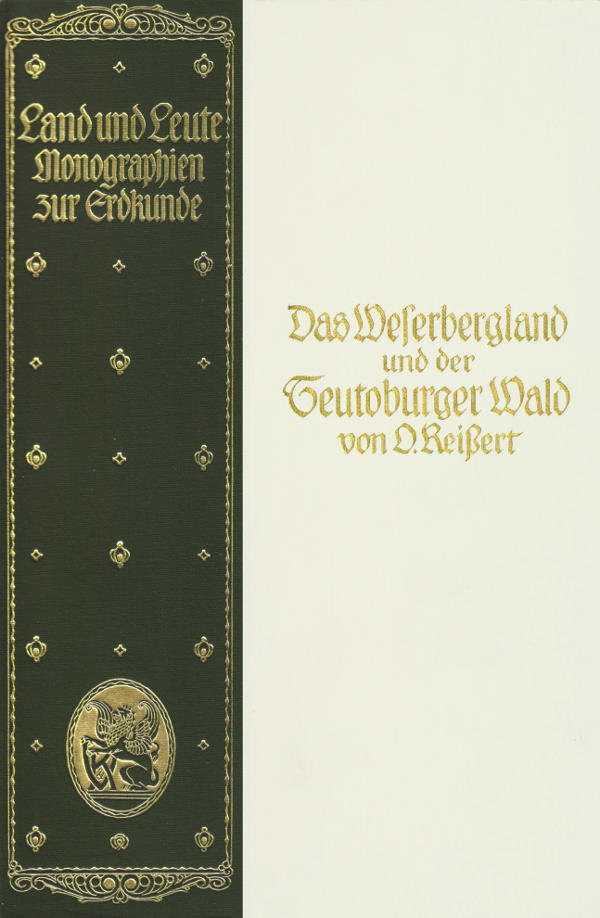 Land und Leute
Monographien
zur Erdkunde
Das Weſerbergland
und der
Teutoburger Wald
von O. Reißert